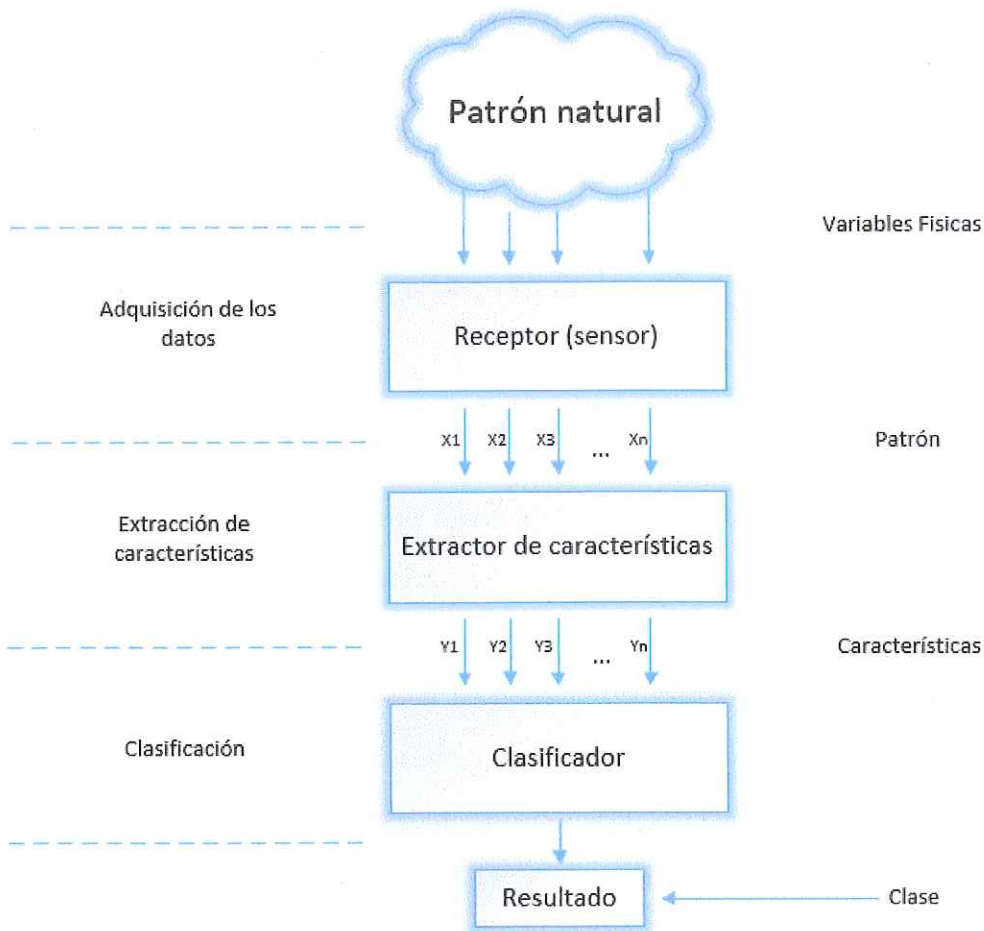 Patrón natural
Variables Fisicas
Adquisición de los
datos
Receptor (sensor)
X1 X2 X3 ... Xn
Patrón
Extracción de
características
Extractor de características
Y1 Y2 Y3 ... Yn
Características
Clasificación
Clasificador
Resultado
Clase